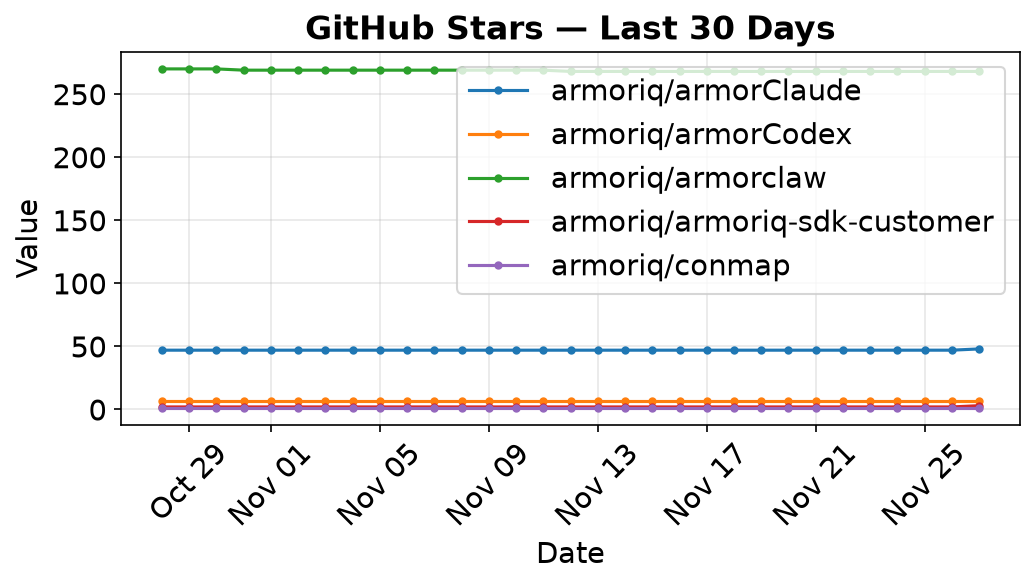 GitHub Stars — Last 30 Days
Value
250
200
150
100
50
0
armoriq/armorClaude
armoriq/armorCodex
armoriq/armorclaw
armoriq/armoriq-sdk-customer
armoriq/conmap
Oct 29
Nov 01
Nov 05
Nov 09
Nov 13
Nov 17
Nov 21
Nov 25
Date